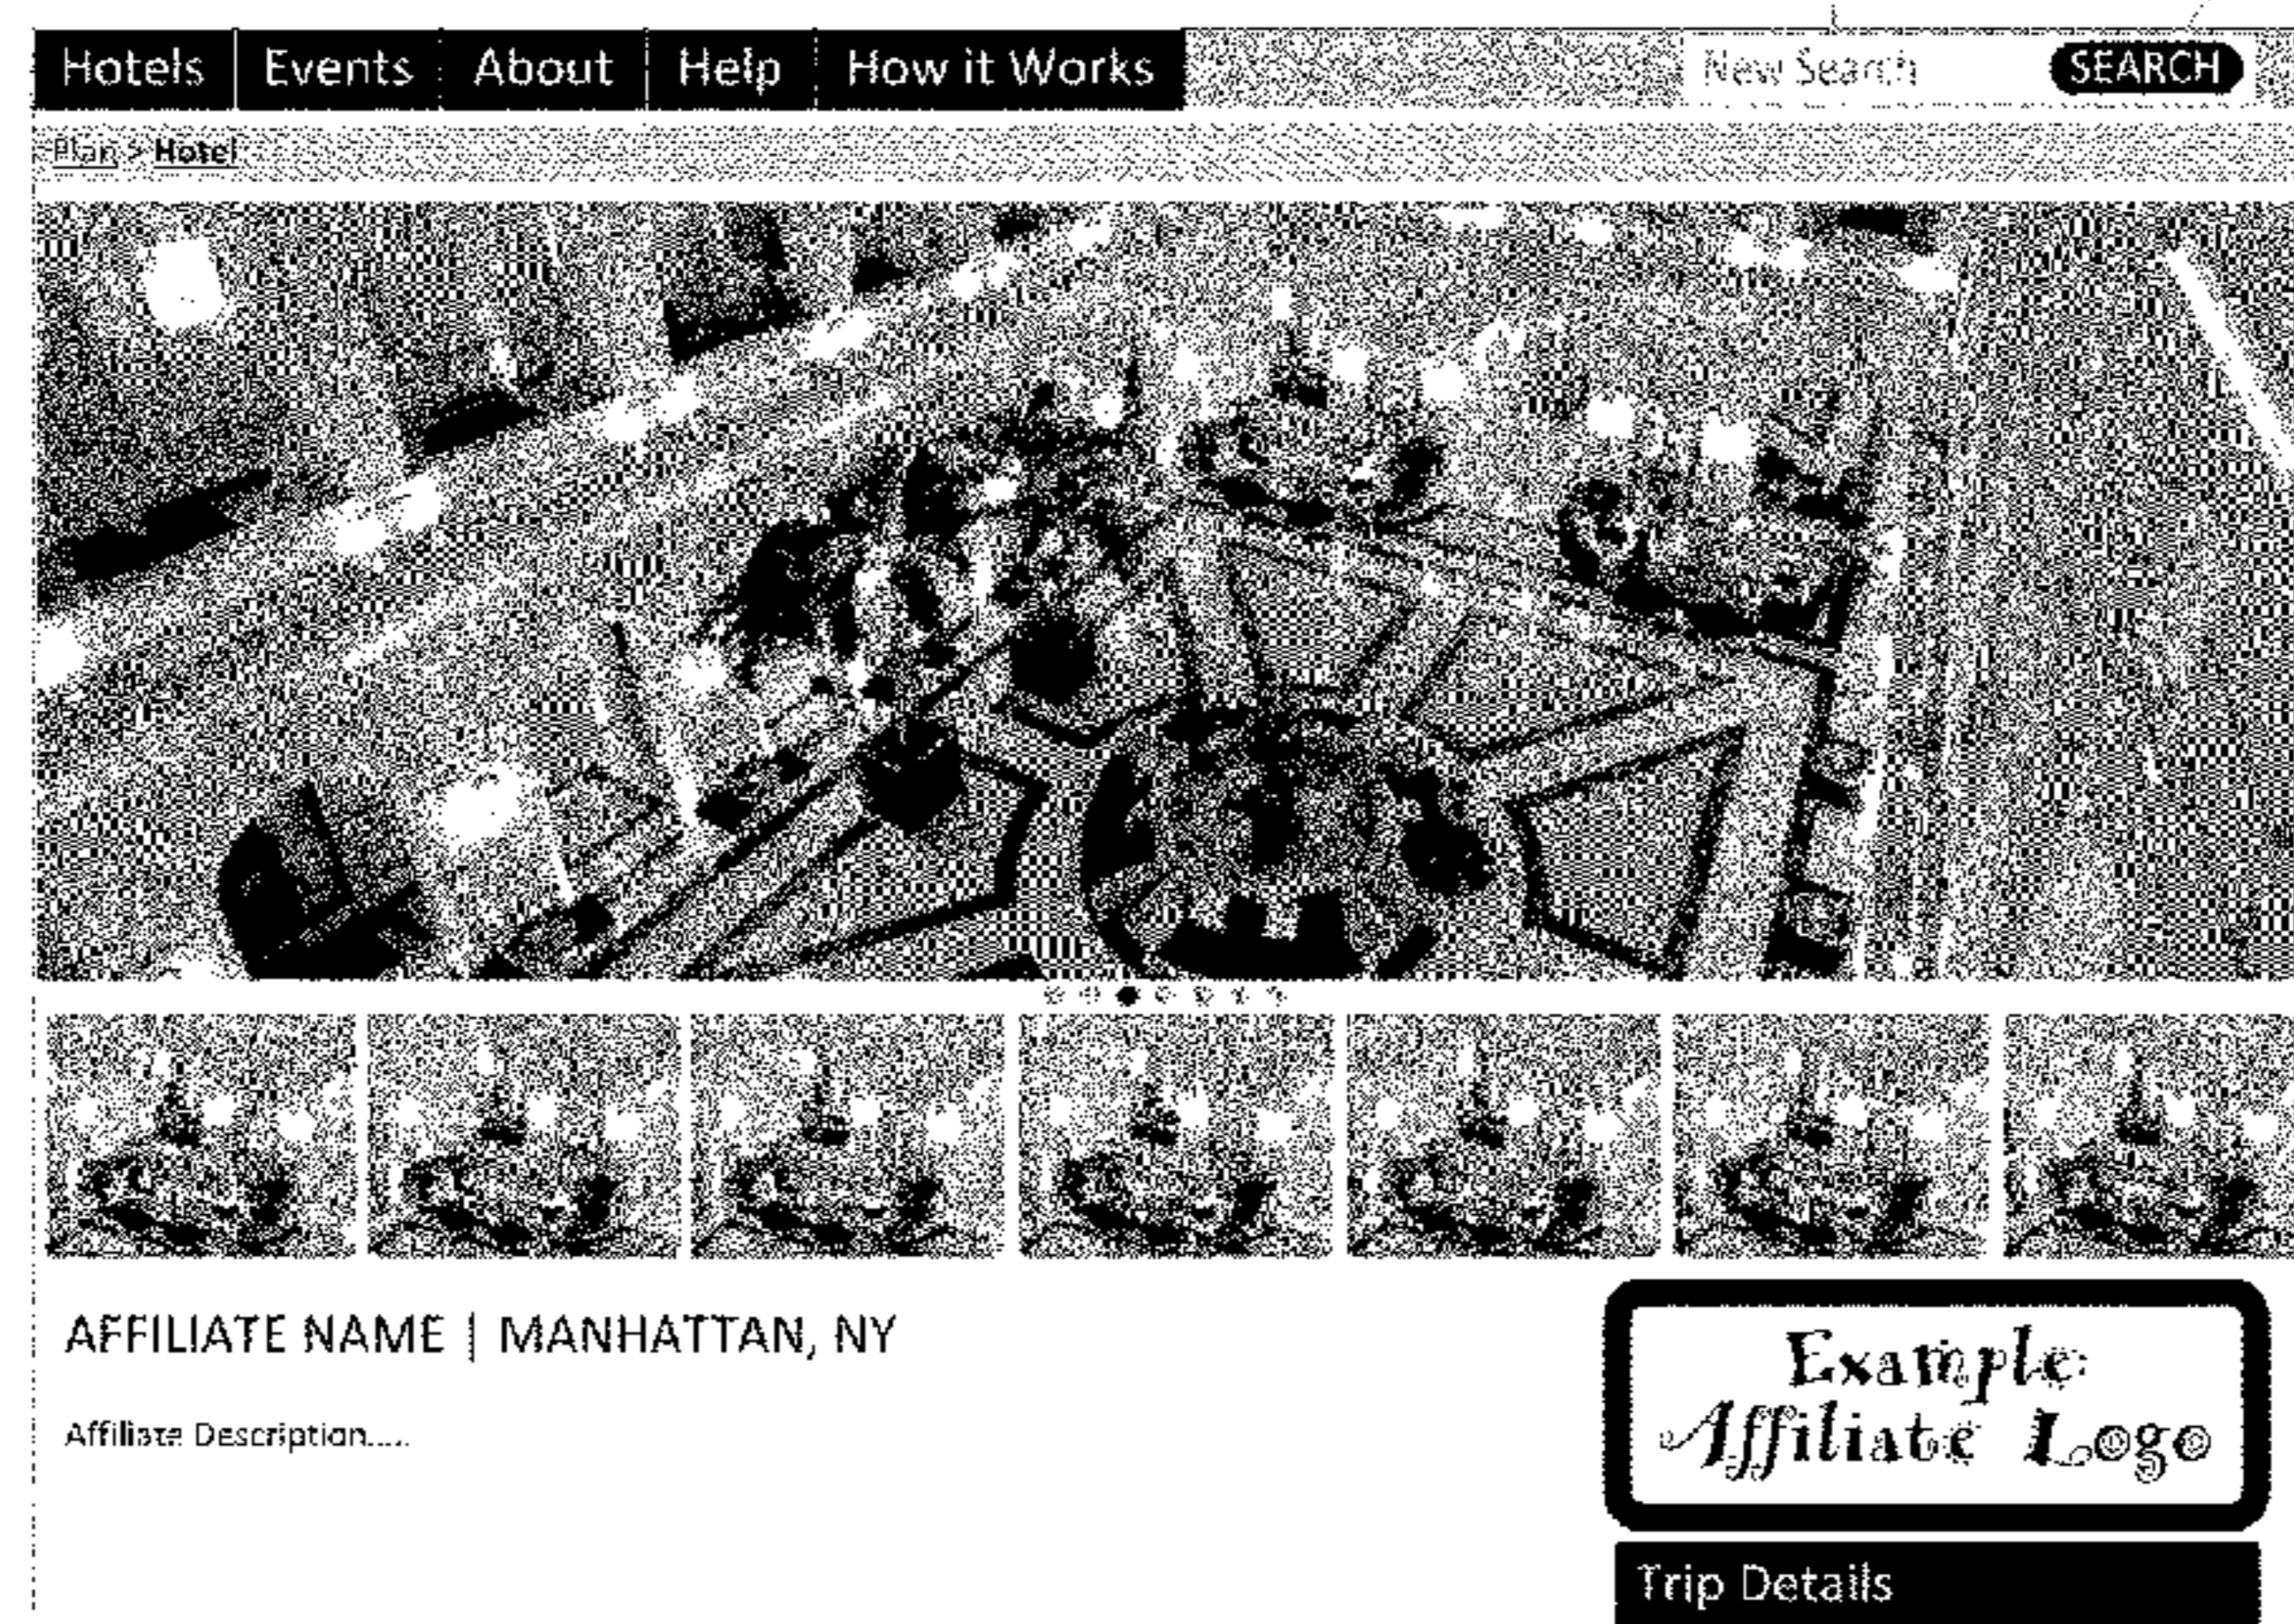 Hotels Events About Help How it Works New Search SEARCH
Plan > Hotel
AFFILIATE NAME | MANHATTAN, NY
Affiliate Description.....
Example
Affiliate Logo
Trip Details